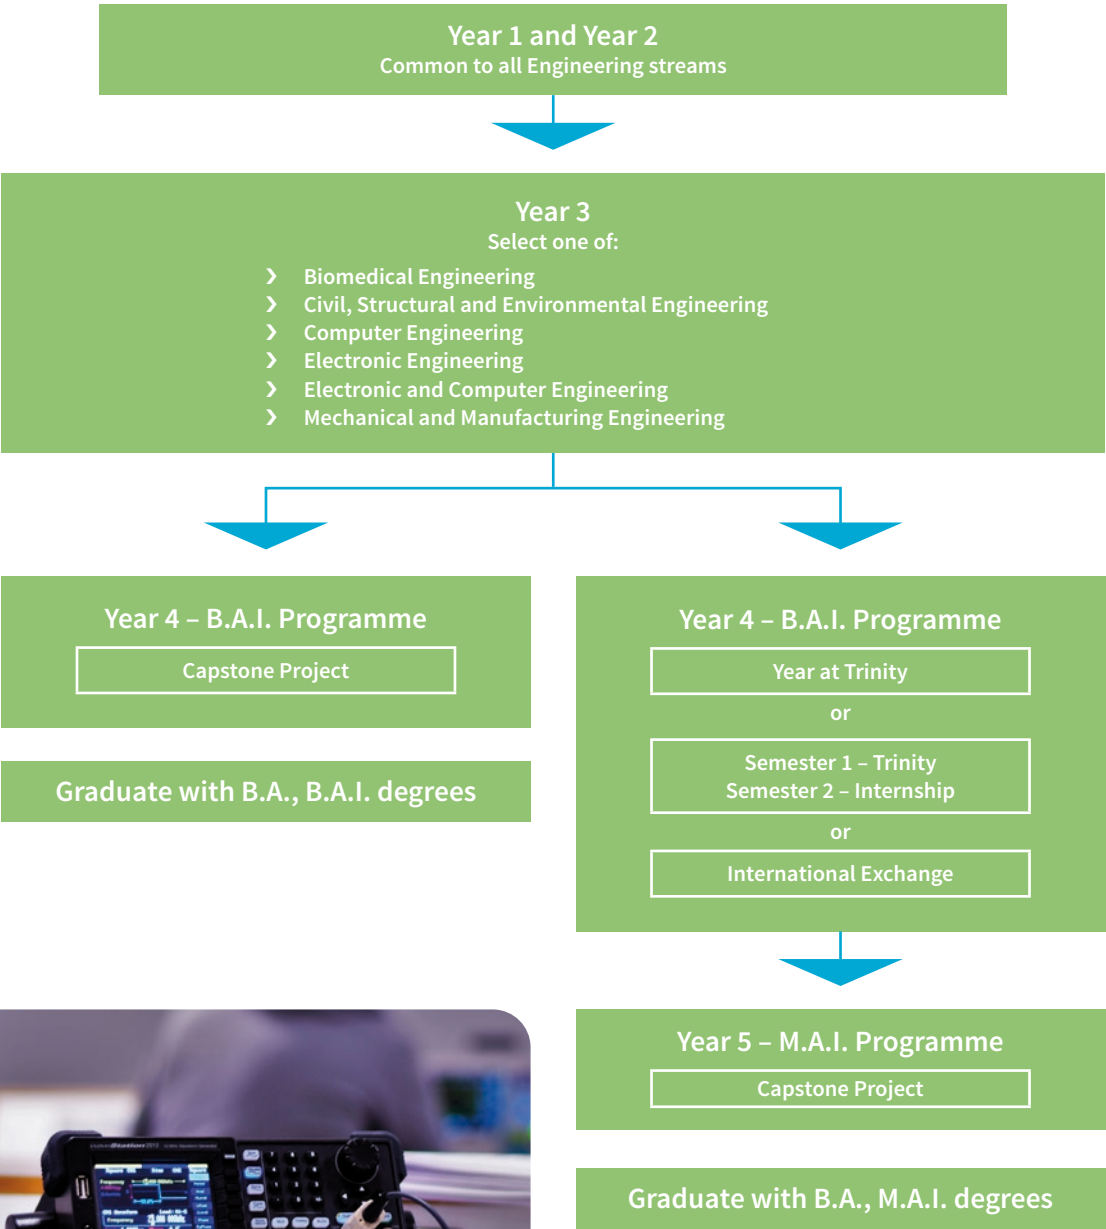 Year 1 and Year 2
Common to all Engineering streams
Year 3
Select one of:
› Biomedical Engineering
› Civil, Structural and Environmental Engineering
› Computer Engineering
› Electronic Engineering
› Electronic and Computer Engineering
› Mechanical and Manufacturing Engineering
Year 4 – B.A.I. Programme
Capstone Project
Graduate with B.A., B.A.I. degrees
Year 4 – B.A.I. Programme
Year at Trinity
or
Semester 1 – Trinity
Semester 2 – Internship
or
International Exchange
Year 5 – M.A.I. Programme
Capstone Project
Graduate with B.A., M.A.I. degrees
Frequency
Frequency